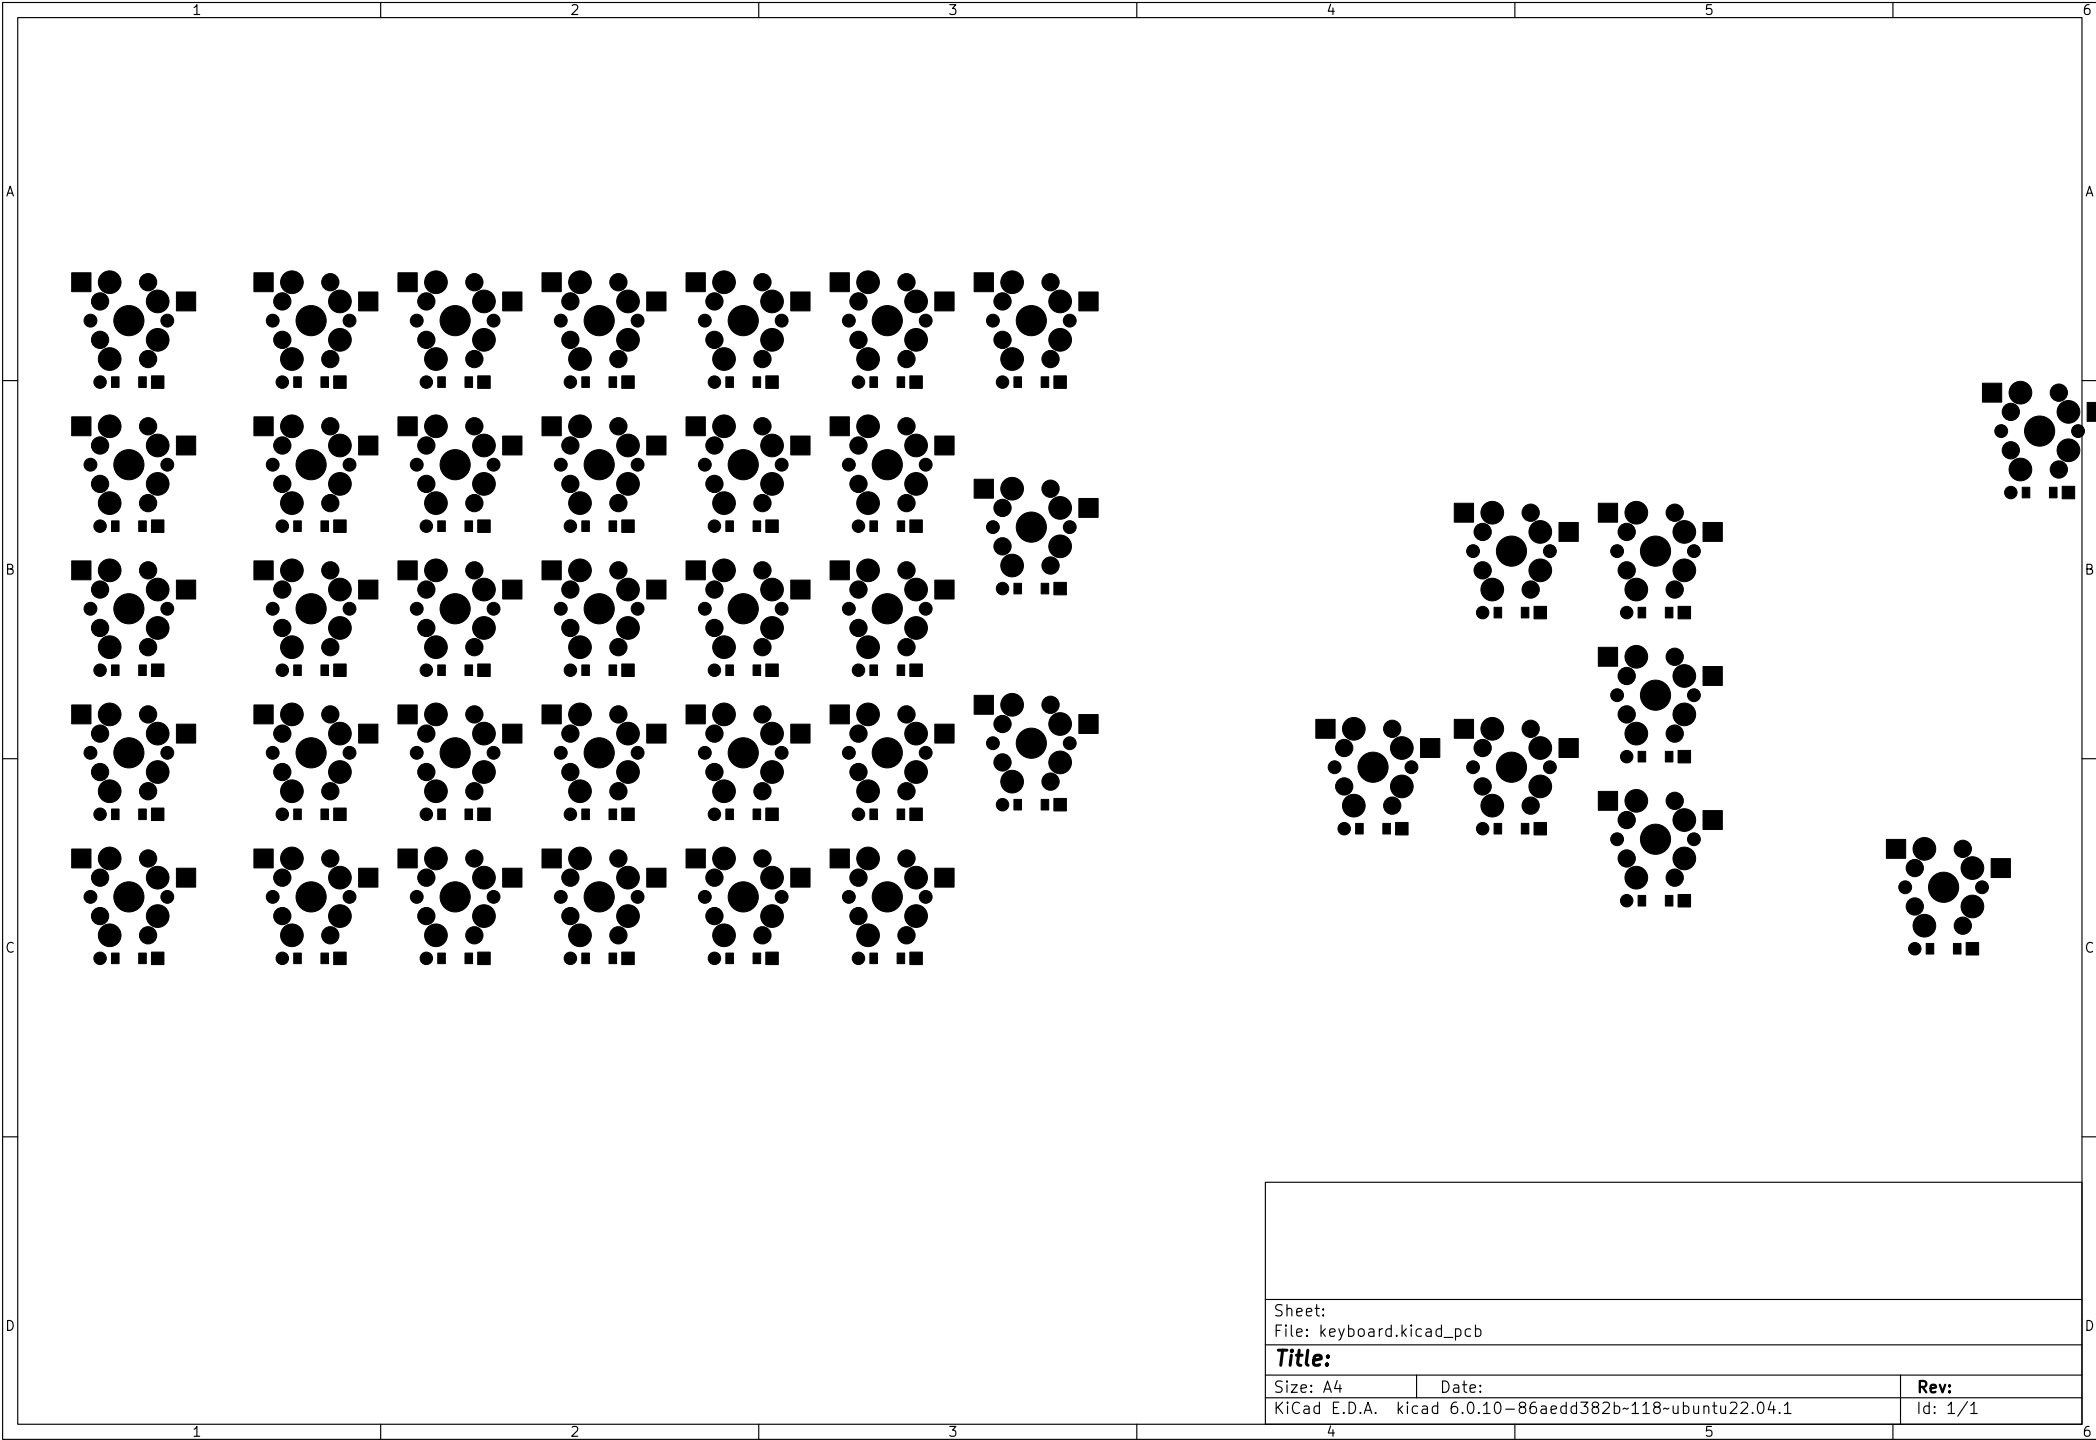 1 2 3 4 5 6
A A
B B
C C
D D
Sheet:
File: keyboard.kicad_pcb
Title:
Size: A4 Date: Rev:
KiCad E.D.A. kicad 6.0.10-86aedd382b~118~ubuntu22.04.1 Id: 1/1
1 2 3 4 5 6